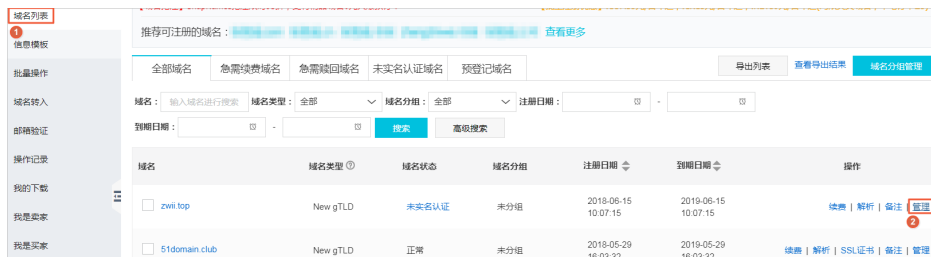 域名列表
1
信息模板
批量操作
域名转入
邮箱验证
操作记录
我的下载
我是卖家
我是买家
推荐可注册的域名： 查看更多
全部域名 急需续费域名 急需赎回域名 未实名认证域名 预登记域名 导出列表 查看导出结果 域名分组管理
域名： 输入域名进行搜索 域名类型： 全部 域名分组： 全部 注册日期： -
到期日期： - 搜索 高级搜索
域名 域名类型 域名状态 域名分组 注册日期 到期日期 操作
zwii.top New gTLD 未实名认证 未分组 2018-06-15 10:07:15 2019-06-15 10:07:15 续费 | 解析 | 备注 | 管理
2
51domain.club New gTLD 正常 未分组 2018-05-29 16:03:32 2019-05-29 16:03:32 续费 | 解析 | SSL证书 | 备注 | 管理